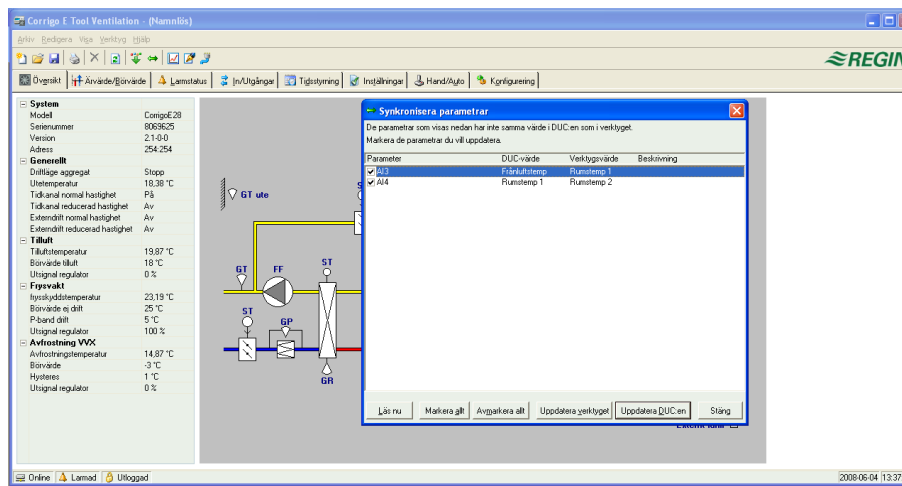 Corrigo E Tool Ventilation - (Namnlös)
Arkiv Redigera Visa Verktyg Hjälp
REGIN
Översikt Ärvärde/Börvärde Larmstatus In/Utgångar Tidsstyrning Inställningar Hand/Auto Konfigurering
System
Modell CorrigoE28
Serienummer 8069625
Version 2.1-0-0
Adress 254:254
Generellt
Driftläge aggregat Stopp
Utetemperatur 18,38 °C
Tidkanal normal hastighet På
Tidkanal reducerad hastighet Av
Externdrift normal hastighet Av
Externdrift reducerad hastighet Av
Tilluft
Tilluftstemperatur 19,87 °C
Börvärde tilluft 18 °C
Utsignal regulator 0 %
Frysvakt
frysskyddstemperatur 23,19 °C
Börvärde ej drift 25 °C
P-band drift 5 °C
Utsignal regulator 100 %
Avfrostning VVX
Avfrostningstemperatur 14,87 °C
Börvärde -3 °C
Hysteres 1 °C
Utsignal regulator 0 %
GT ute
GT FF ST
ST
GP
GR
Synkronisera parametrar
De parametrar som visas nedan har inte samma värde i DUC:en som i verktyget.
Markera de parametrar du vill uppdatera.
Parameter DUC-värde Verktygsvärde Beskrivning
AI3 Frånluftstemp Rumstemp 1
AI4 Rumstemp 1 Rumstemp 2
Läs nu Markera allt Avmarkera allt Uppdatera verktyget Uppdatera DUC:en Stäng
Online Larmad Utloggad 2008-06-04 13:37